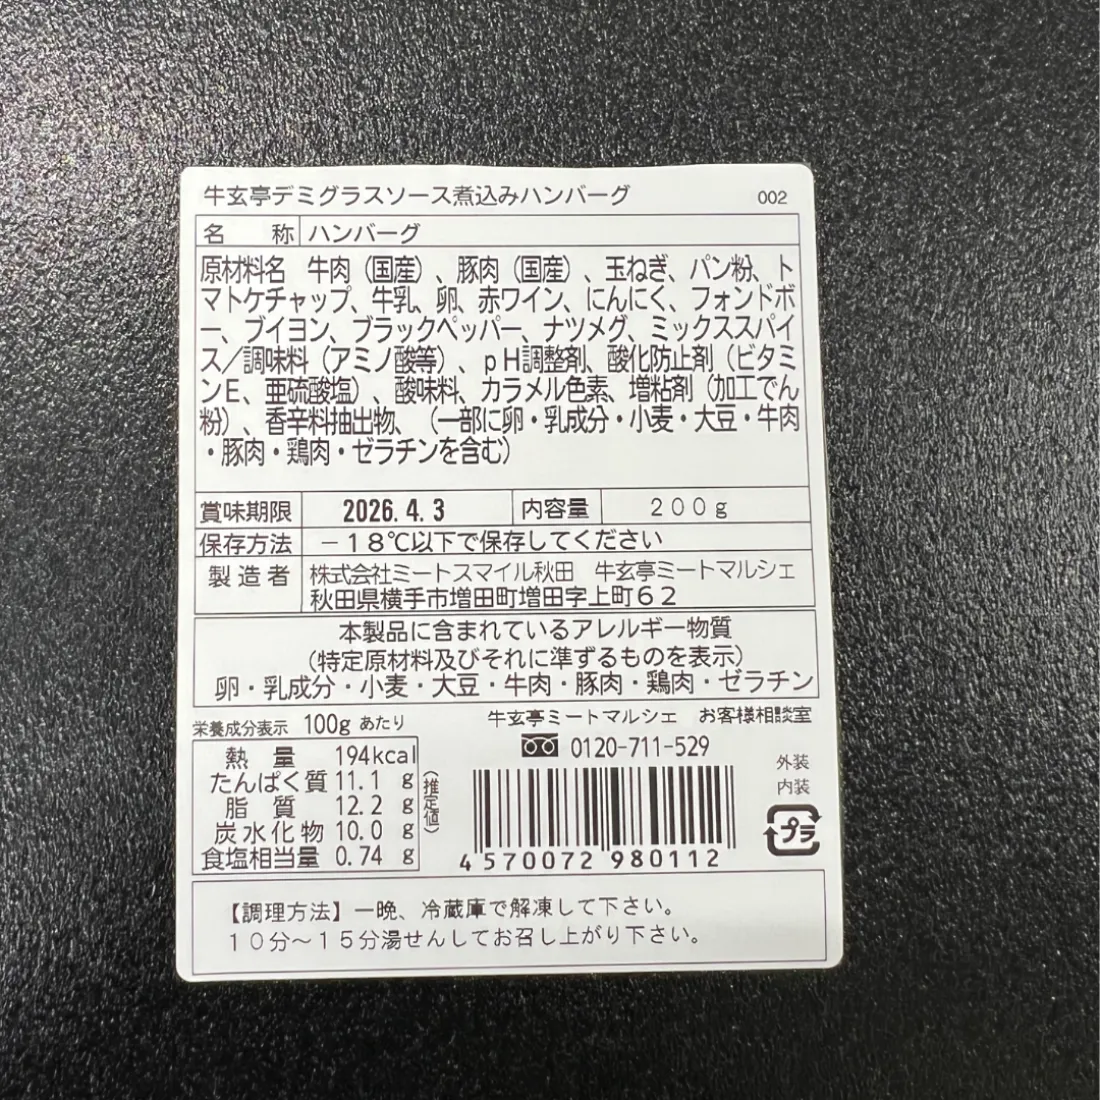 牛玄亭デミグラスソース煮込みハンバーグ 002
名称 ハンバーグ
原材料名 牛肉（国産）、豚肉（国産）、玉ねぎ、パン粉、ト
マトケチャップ、牛乳、卵、赤ワイン、にんにく、フォンドボ
ー、ブイヨン、ブラックペッパー、ナツメグ、ミックススパイ
ス／調味料（アミノ酸等）、ｐＨ調整剤、酸化防止剤（ビタミ
ンＥ、亜硫酸塩）、酸味料、カラメル色素、増粘剤（加工でん
粉）、香辛料抽出物、（一部に卵・乳成分・小麦・大豆・牛肉
・豚肉・鶏肉・ゼラチンを含む）
賞味期限 2026.4.3 内容量 ２００ｇ
保存方法 －１８℃以下で保存してください
製造者 株式会社ミートスマイル秋田 牛玄亭ミートマルシェ
秋田県横手市増田町増田字上町６２
本製品に含まれているアレルギー物質
（特定原材料及びそれに準ずるものを表示）
卵・乳成分・小麦・大豆・牛肉・豚肉・鶏肉・ゼラチン
栄養成分表示 100g あたり
熱量 194kcal
たんぱく質 11.1 g
脂質 12.2 g
炭水化物 10.0 g
食塩相当量 0.74 g
（推定値）
牛玄亭ミートマルシェ お客様相談室
0120-711-529
外装
内装
プラ
4 570072 980112
【調理方法】一晩、冷蔵庫で解凍して下さい。
１０分～１５分湯せんしてお召し上がり下さい。